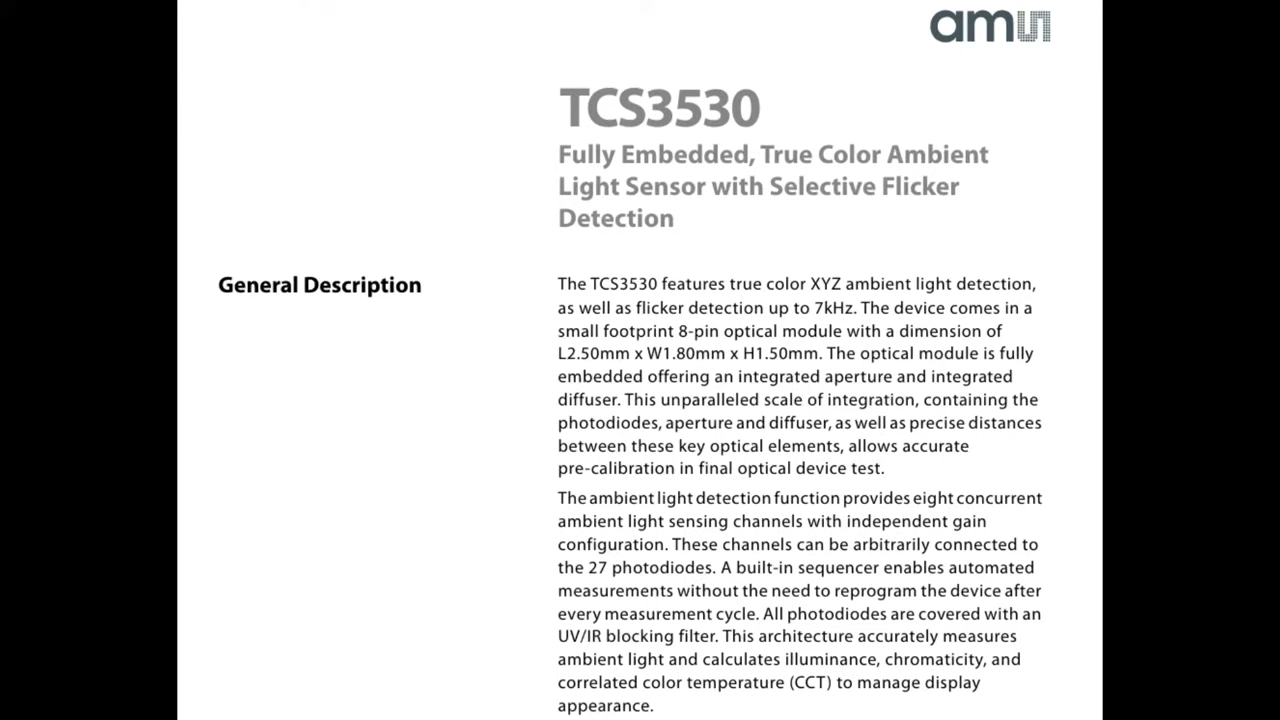 am
TCS3530
Fully Embedded, True Color Ambient
Light Sensor with Selective Flicker
Detection
General Description
The TCS3530 features true color XYZ ambient light detection,
as well as flicker detection up to 7kHz. The device comes in a
small footprint 8-pin optical module with a dimension of
L2.50mm x W1.80mm x H1.50mm. The optical module is fully
embedded offering an integrated aperture and integrated
diffuser. This unparalleled scale of integration, containing the
photodiodes, aperture and diffuser, as well as precise distances
between these key optical elements, allows accurate
pre-calibration in final optical device test.
The ambient light detection function provides eight concurrent
ambient light sensing channels with independent gain
configuration. These channels can be arbitrarily connected to
the 27 photodiodes. A built-in sequencer enables automated
measurements without the need to reprogram the device after
every measurement cycle. All photodiodes are covered with an
UV/IR blocking filter. This architecture accurately measures
ambient light and calculates illuminance, chromaticity, and
correlated color temperature (CCT) to manage display
appearance.